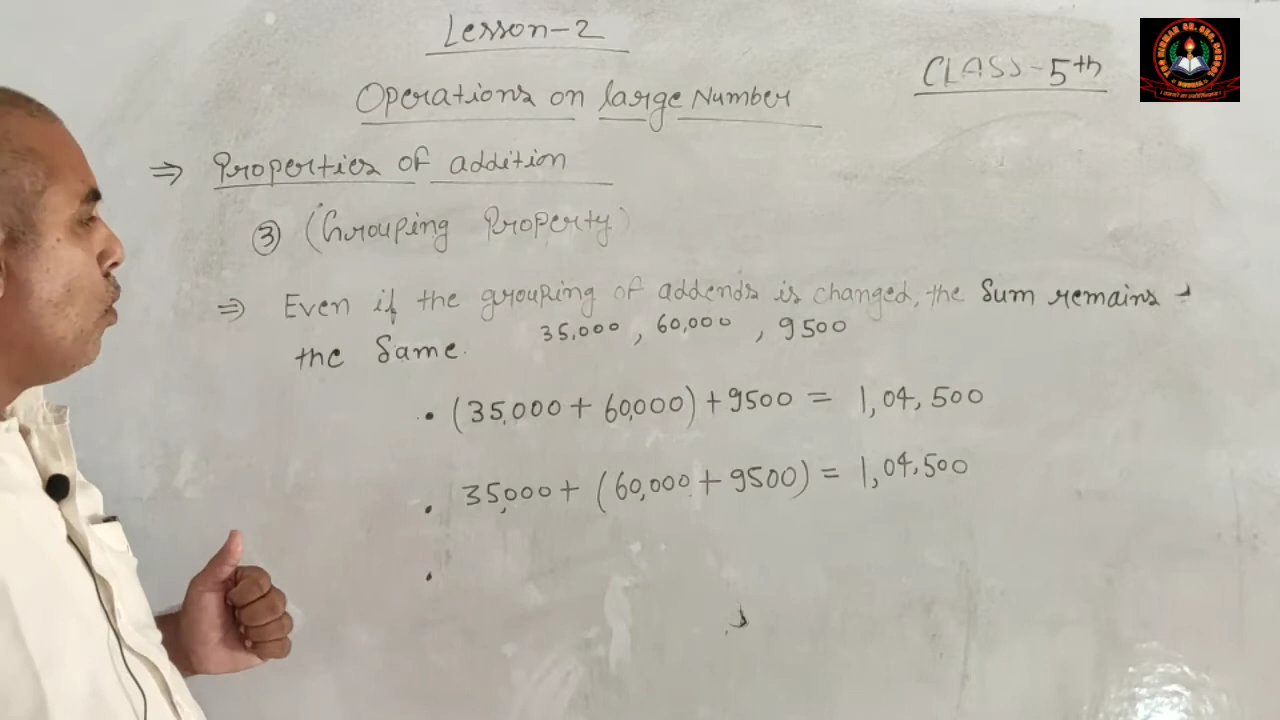 Lesson-2
CLASS-5th
Operations on large Number
⇒ Properties of addition
③ (Grouping Property)
⇒ Even if the grouping of addends is changed, the Sum remains
the Same. 35,000, 60,000, 9500
• (35,000 + 60,000) + 9500 = 1,04,500
• 35,000 + (60,000 + 9500) = 1,04,500
•